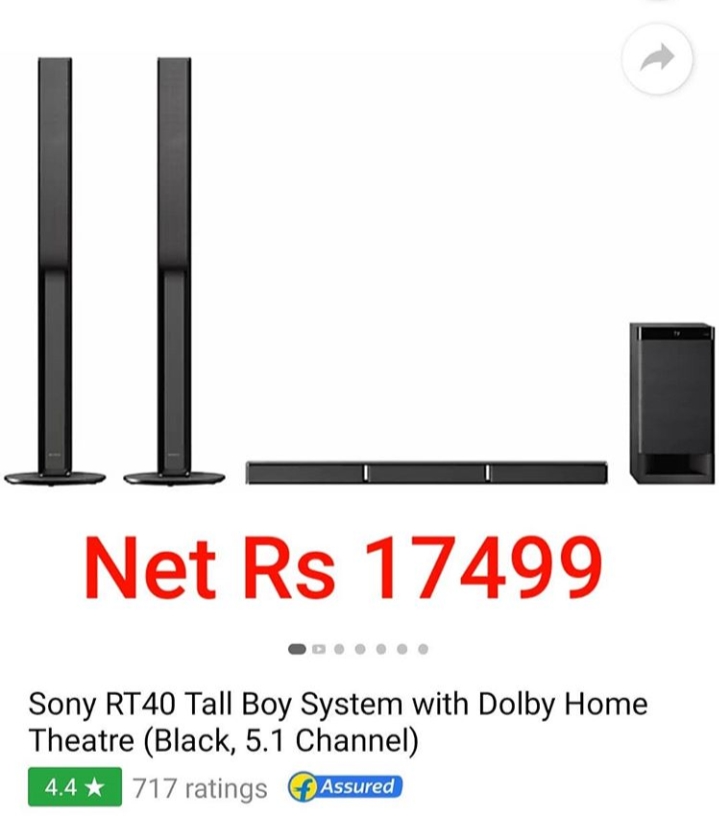 Net Rs 17499
Sony RT40 Tall Boy System with Dolby Home
Theatre (Black, 5.1 Channel)
4.4 ★ 717 ratings f Assured